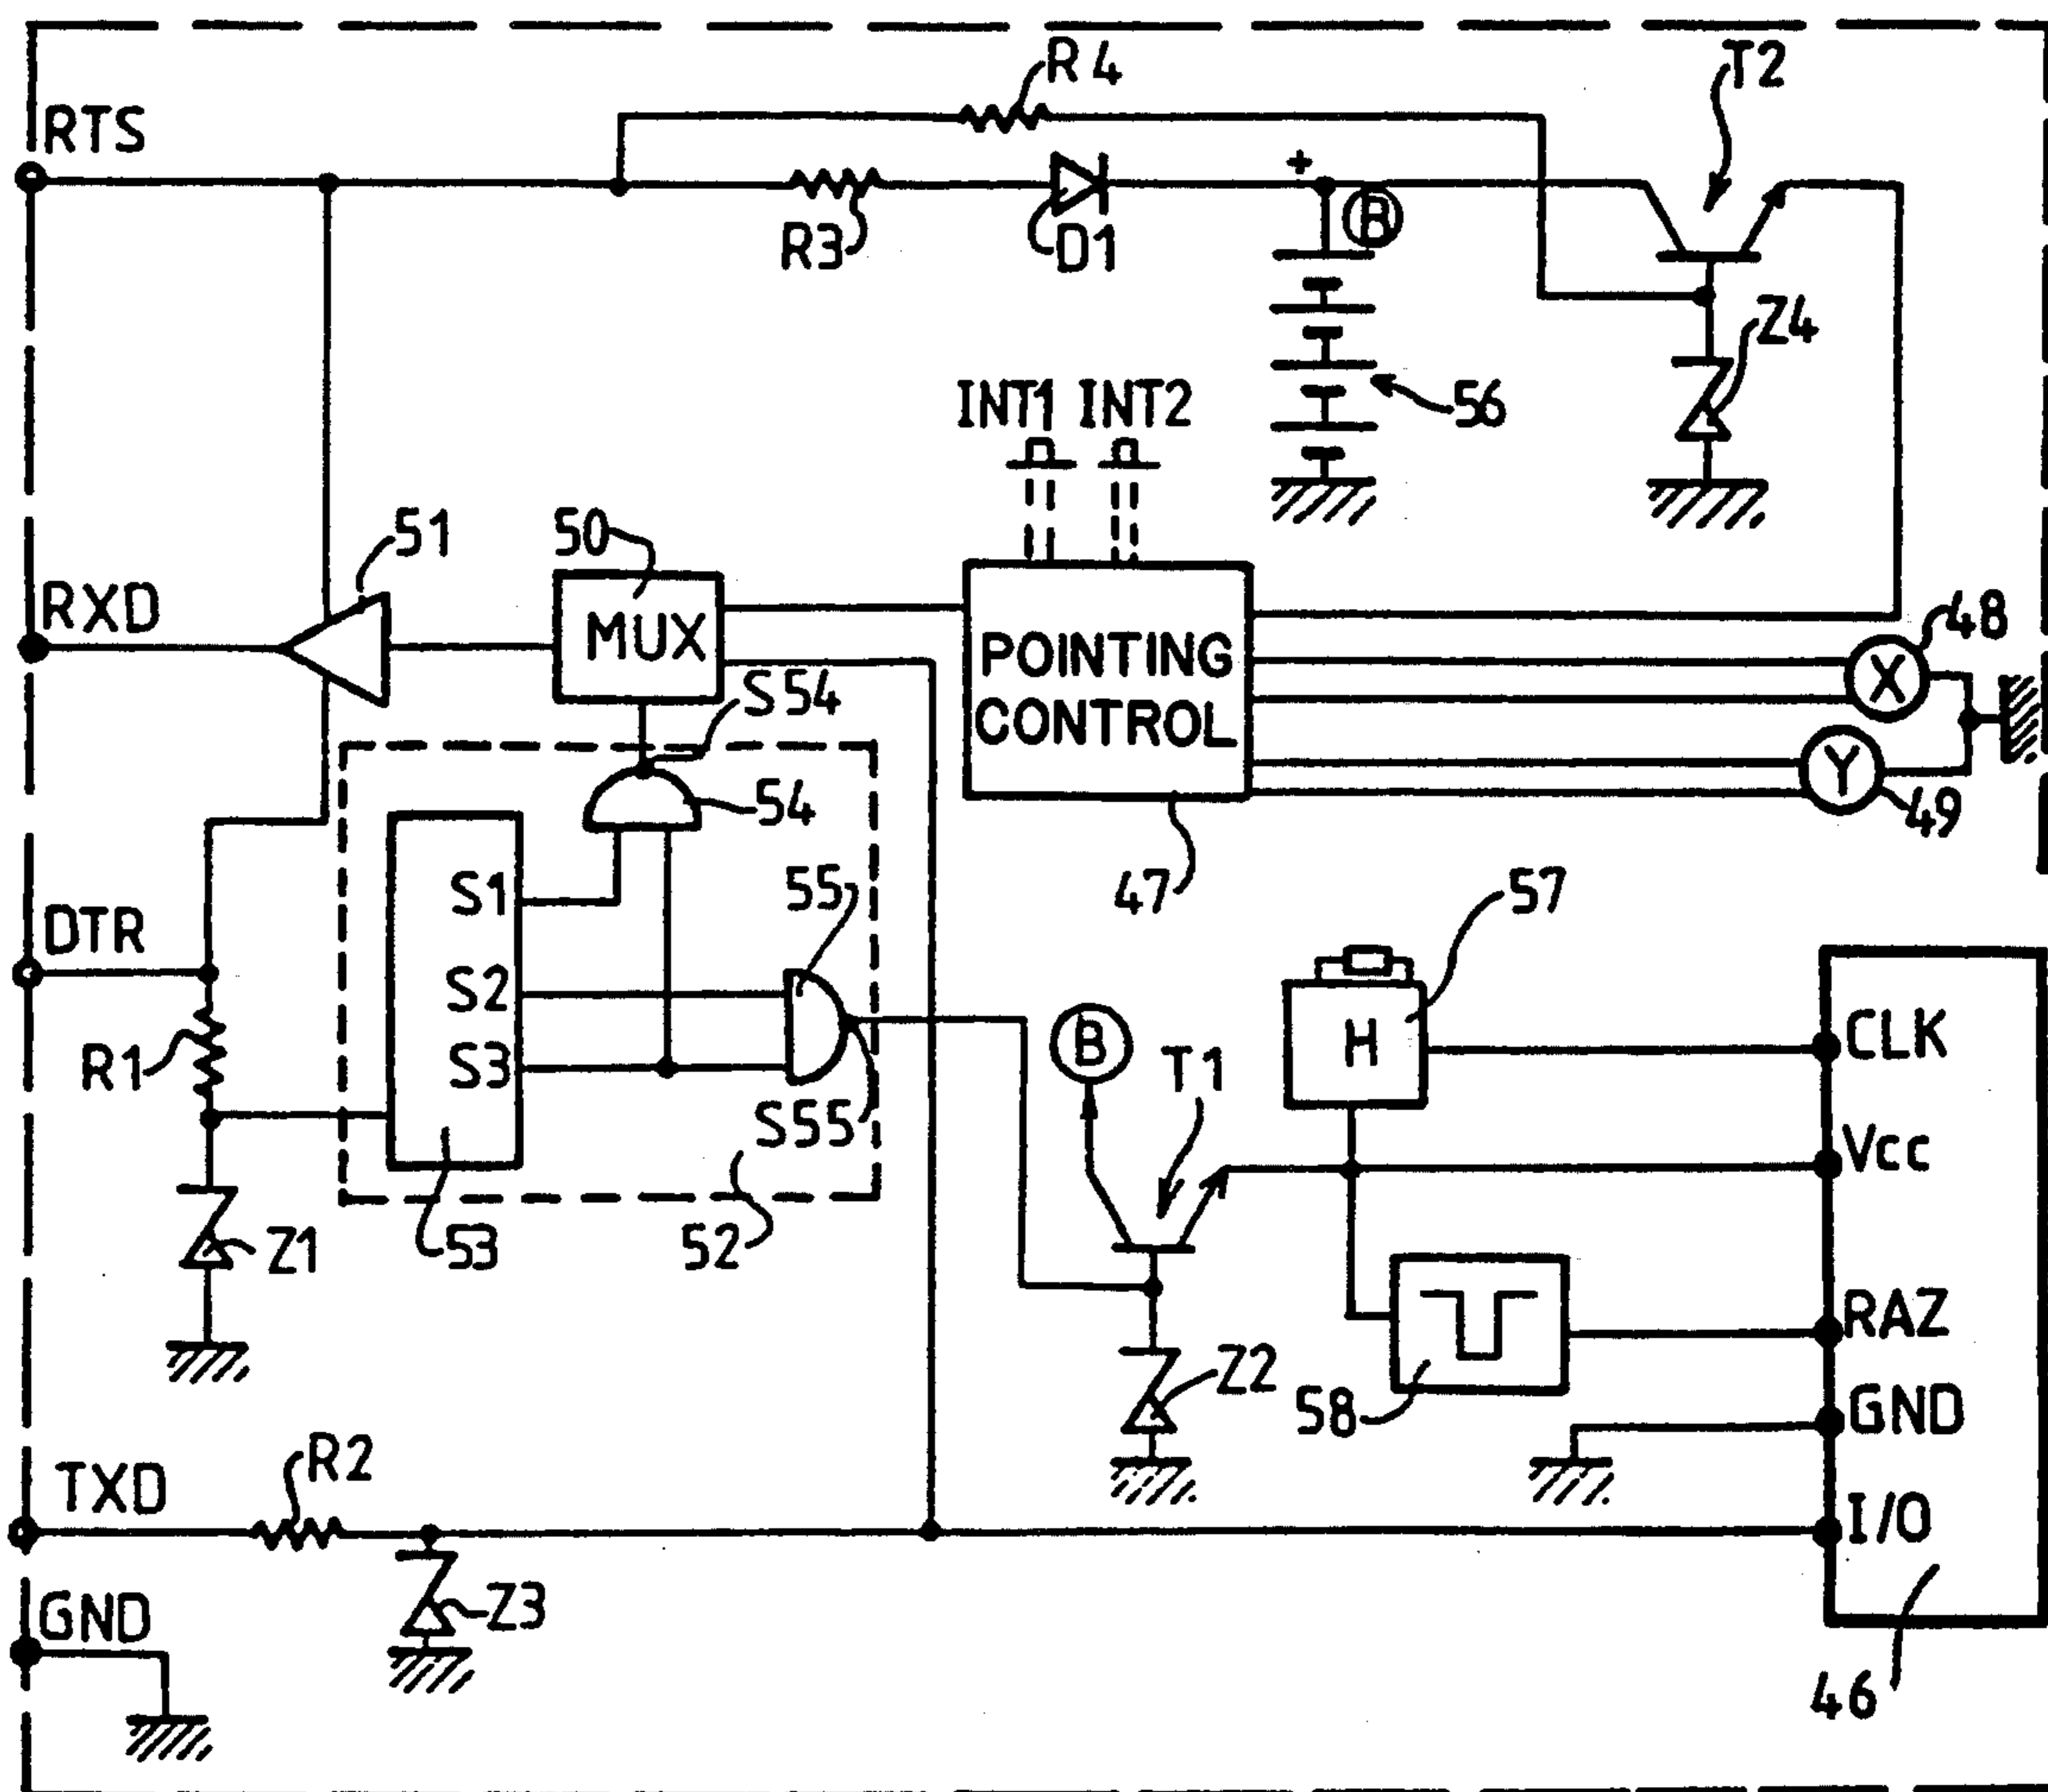 R4
T2
RTS
+
B
R3
D1
Z4
INT1 INT2
56
51
50
RXD
MUX
POINTING
CONTROL
48
X
S54
Y
54
49
S1
55
47
57
DTR
S2
B
H
CLK
R1
S3
T1
S55
Vcc
Z1
53
52
RAZ
Z2
58
GND
R2
TXD
I/O
Z3
GND
46